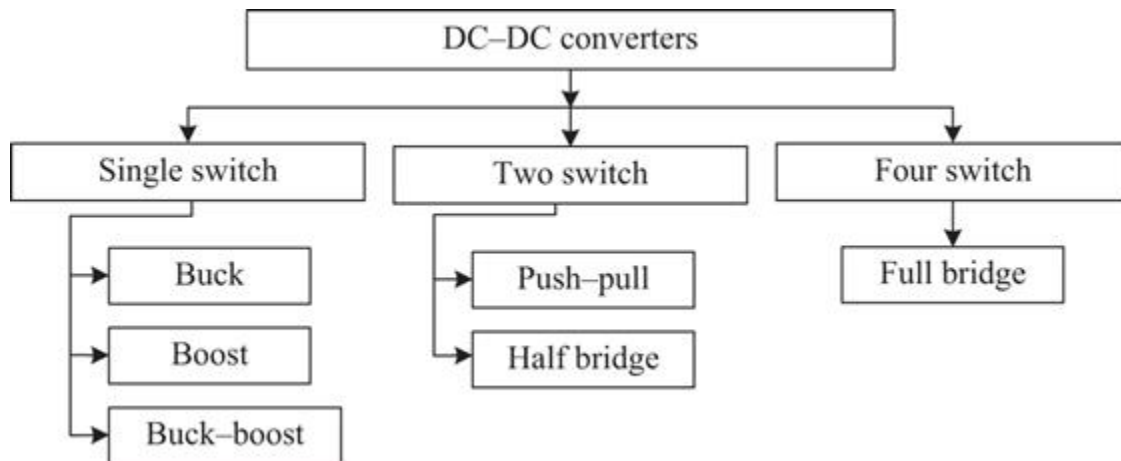 DC–DC converters
Single switch
Two switch
Four switch
Buck
Boost
Buck–boost
Push–pull
Half bridge
Full bridge